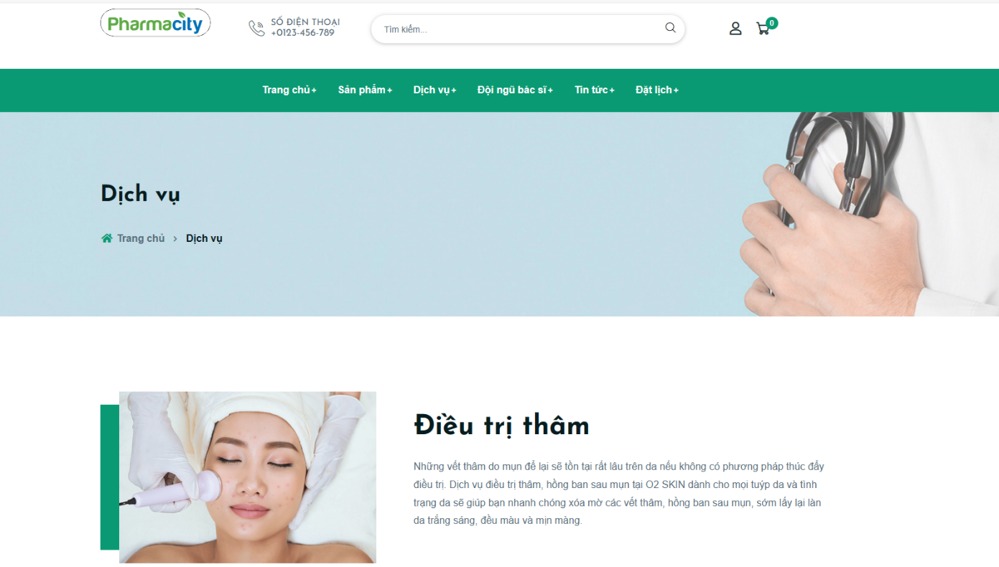 Pharmacity
SỐ ĐIỆN THOẠI
+0123-456-789
Tìm kiếm...
0
Trang chủ+ Sản phẩm+ Dịch vụ+ Đội ngũ bác sĩ+ Tin tức+ Đặt lịch+
Dịch vụ
Trang chủ > Dịch vụ
Điều trị thâm
Những vết thâm do mụn để lại sẽ tồn tại rất lâu trên da nếu không có phương pháp thúc đẩy
điều trị. Dịch vụ điều trị thâm, hồng ban sau mụn tại O2 SKIN dành cho mọi tuýp da và tình
trạng da sẽ giúp bạn nhanh chóng xóa mờ các vết thâm, hồng ban sau mụn, sớm lấy lại làn
da trắng sáng, đều màu và mịn màng.